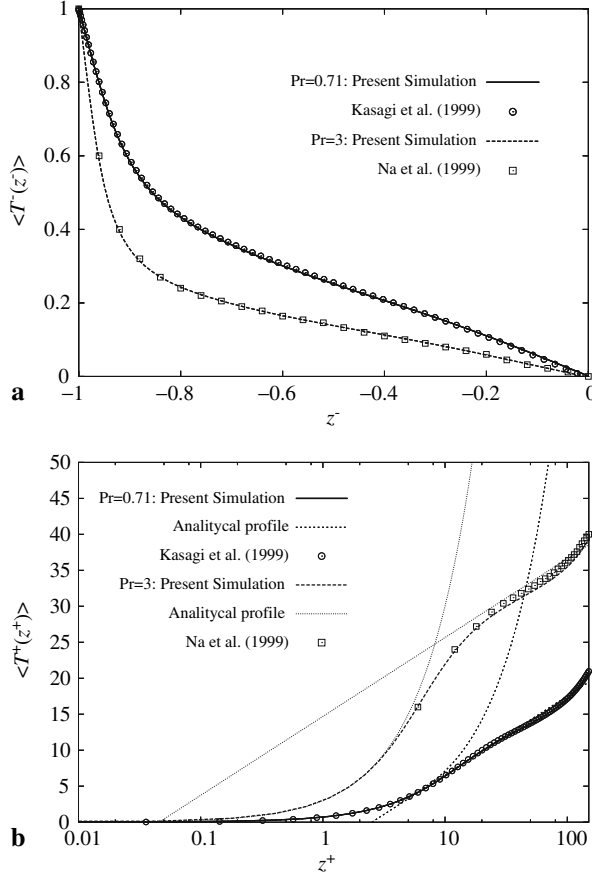 1
0.8
0.6
0.4
0.2
0
<T⁻(z⁻)>
Pr=0.71: Present Simulation
Kasagi et al. (1999)
Pr=3: Present Simulation
Na et al. (1999)
−1
−0.8
−0.6
−0.4
−0.2
0
z⁻
a
50
45
40
35
30
25
20
15
10
5
0
<T⁺(z⁺)>
Pr=0.71: Present Simulation
Analitycal profile
Kasagi et al. (1999)
Pr=3: Present Simulation
Analitycal profile
Na et al. (1999)
0.01
0.1
1
10
100
z⁺
b